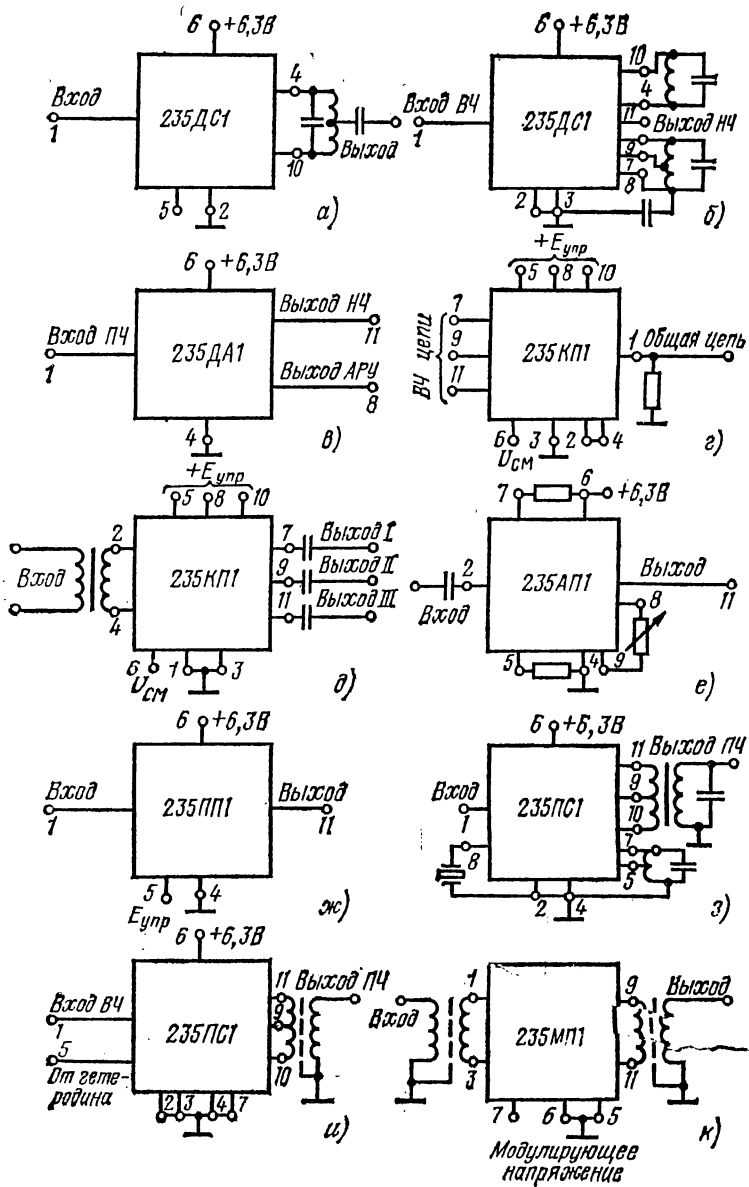 6 +6,3В
Вход
1
235ДС1
4
10
Выход
5
2
а)
6 +6,3В
Вход ВЧ
1
235ДС1
10
4
11
Выход НЧ
9
7
8
2
3
б)
6 +6,3В
Вход ПЧ
1
235ДА1
Выход НЧ
11
Выход АРУ
8
4
в)
+Eупр
5 8 10
ВЧ цепи
7
9
11
235КП1
1 Общая цепь
6
Uсм
3 2 4
г)
+Eупр
5 8 10
Вход
2
4
235КП1
7 Выход I
9 Выход II
11 Выход III
6
Uсм
1 3
д)
7
6
+6,3В
2
Вход
235АП1
Выход
11
8
5
4 9
е)
6 +6,3В
Вход
1
235ПП1
Выход
11
5
Eупр
4
ж)
6 +6,3В
Вход
1
8
235ПС1
11 Выход ПЧ
9
10
7
5
2 4
з)
6 +6,3В
Вход ВЧ
1
5
От гете-
родина
235ПС1
11 Выход ПЧ
9
10
2 3 4 7
и)
Вход
1
3
235МП1
9 Выход
11
7 6 5
Модулирующее
напряжение
к)